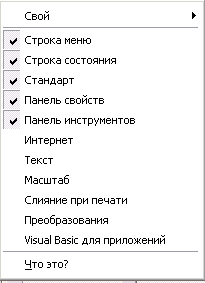 Свой
Строка меню
Строка состояния
Стандарт
Панель свойств
Панель инструментов
Интернет
Текст
Масштаб
Слияние при печати
Преобразования
Visual Basic для приложений
Что это?